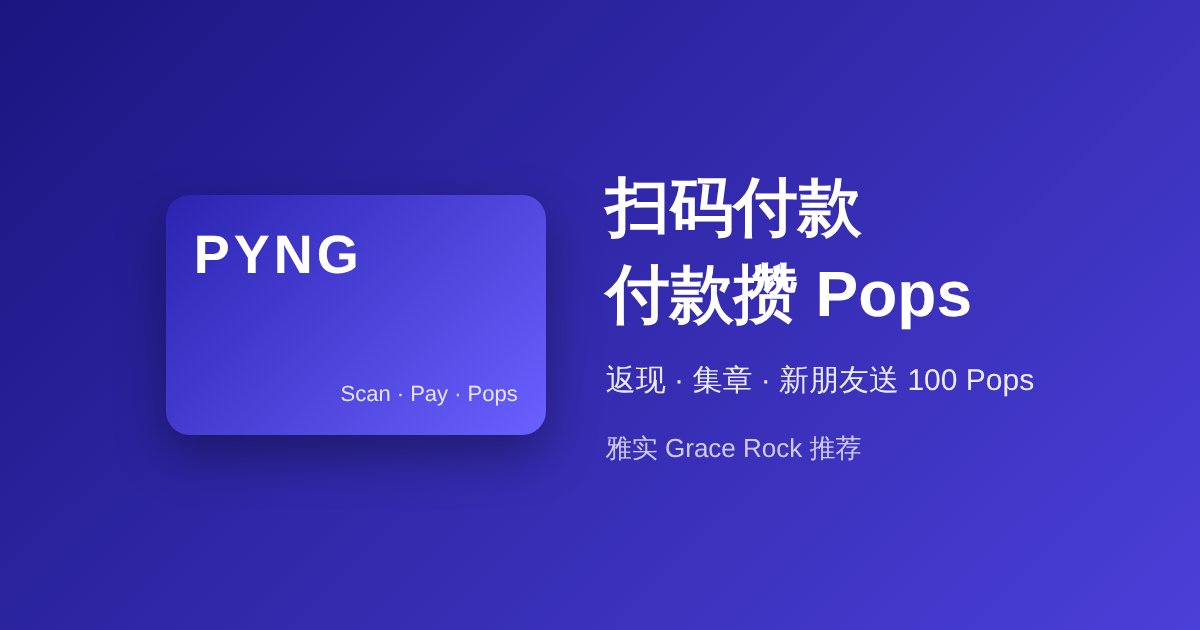 PYNG
Scan · Pay · Pops
扫码付款
付款攒 Pops
返现 · 集章 · 新朋友送 100 Pops
雅实 Grace Rock 推荐